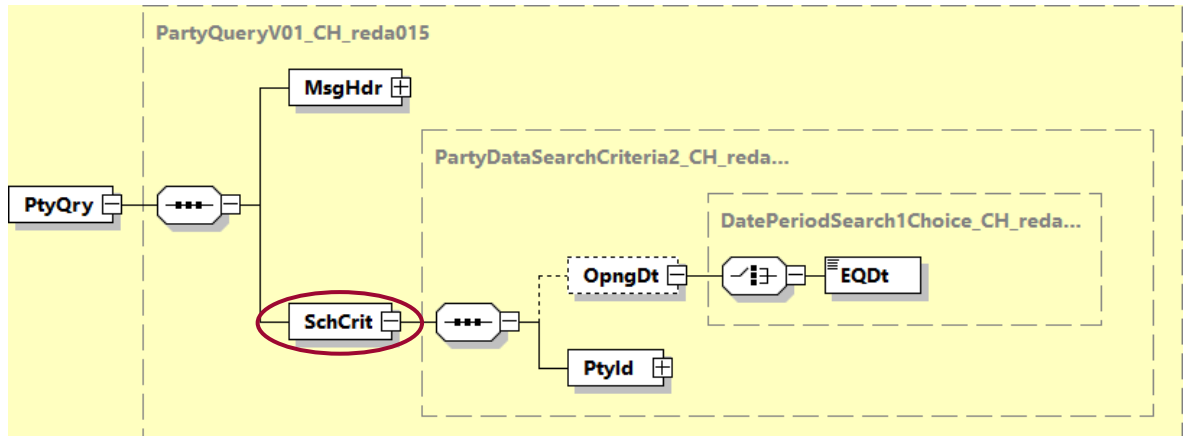 PartyQueryV01_CH_reda015
MsgHdr
PartyDataSearchCriteria2_CH_reda...
PtyQry
DatePeriodSearch1Choice_CH_reda...
OpngDt
EQDt
SchCrit
PtyId